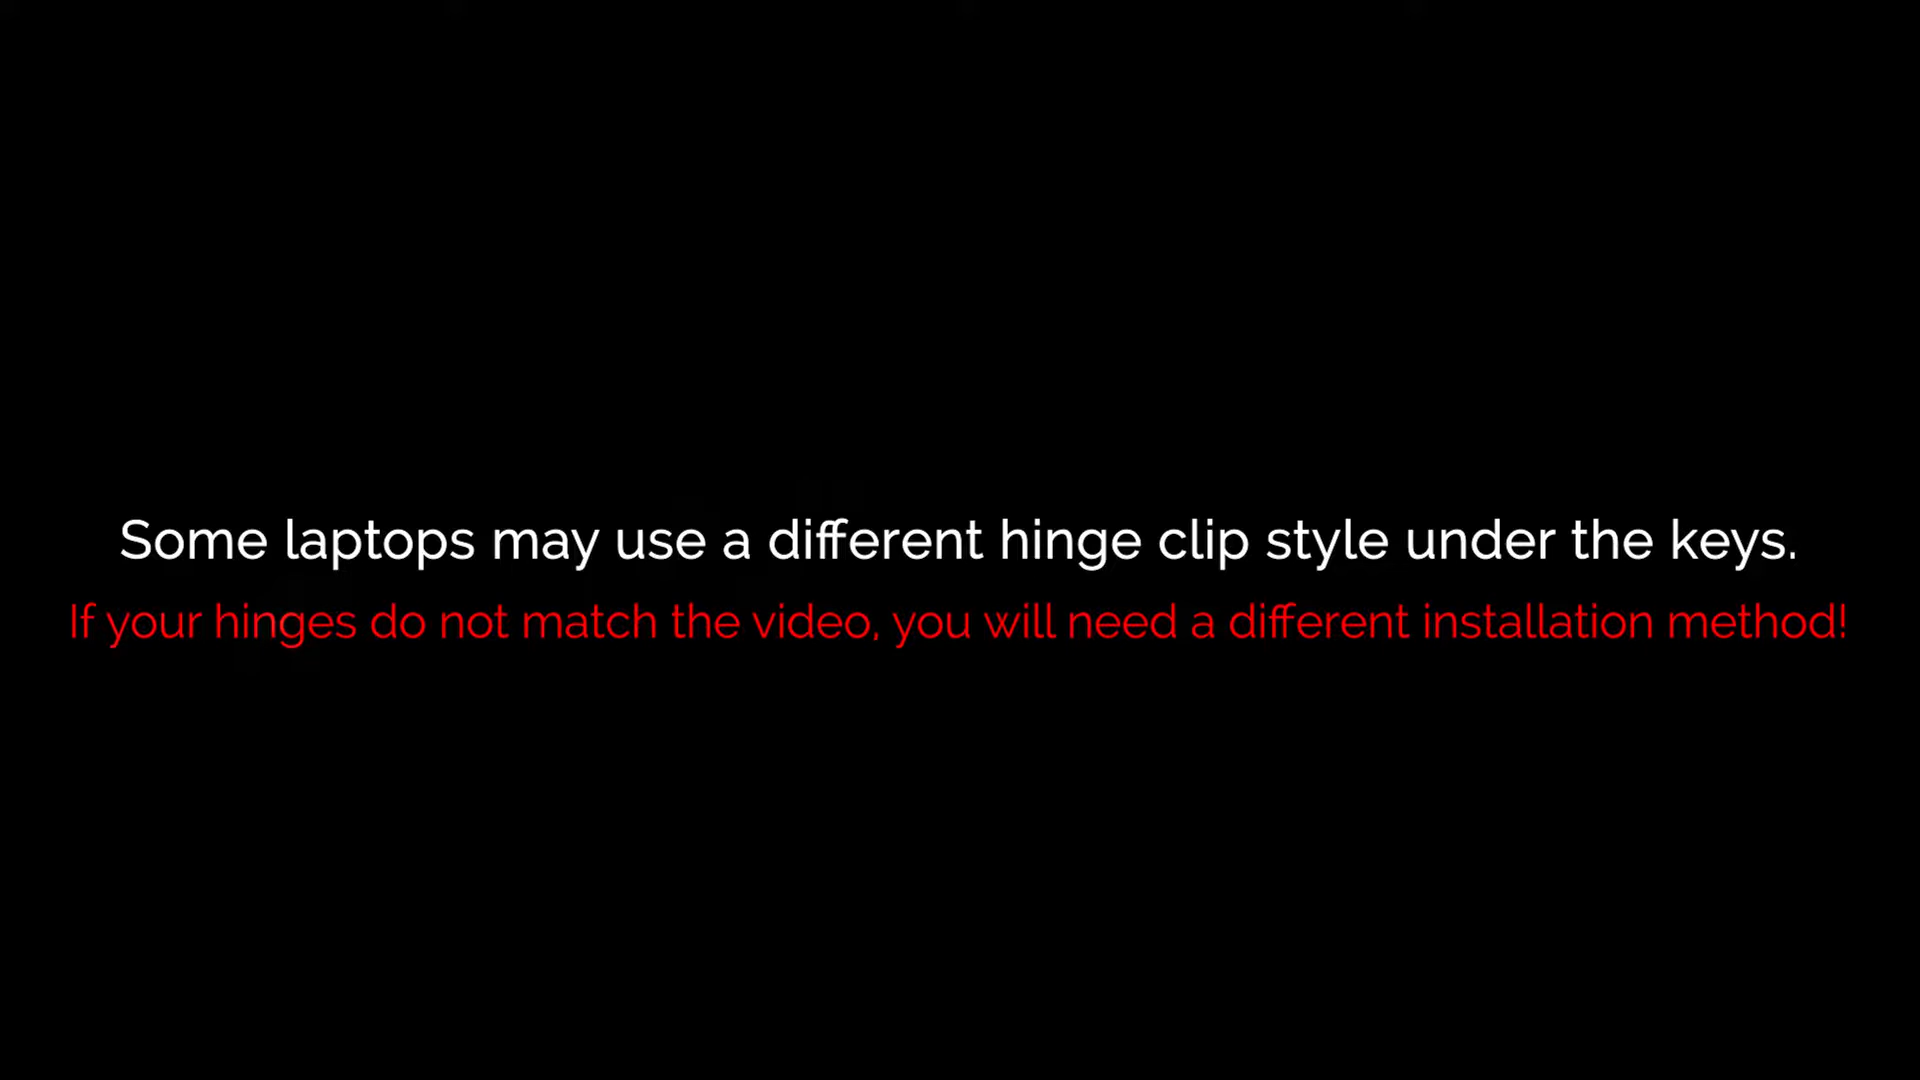 Some laptops may use a different hinge clip style under the keys.
If your hinges do not match the video, you will need a different installation method!